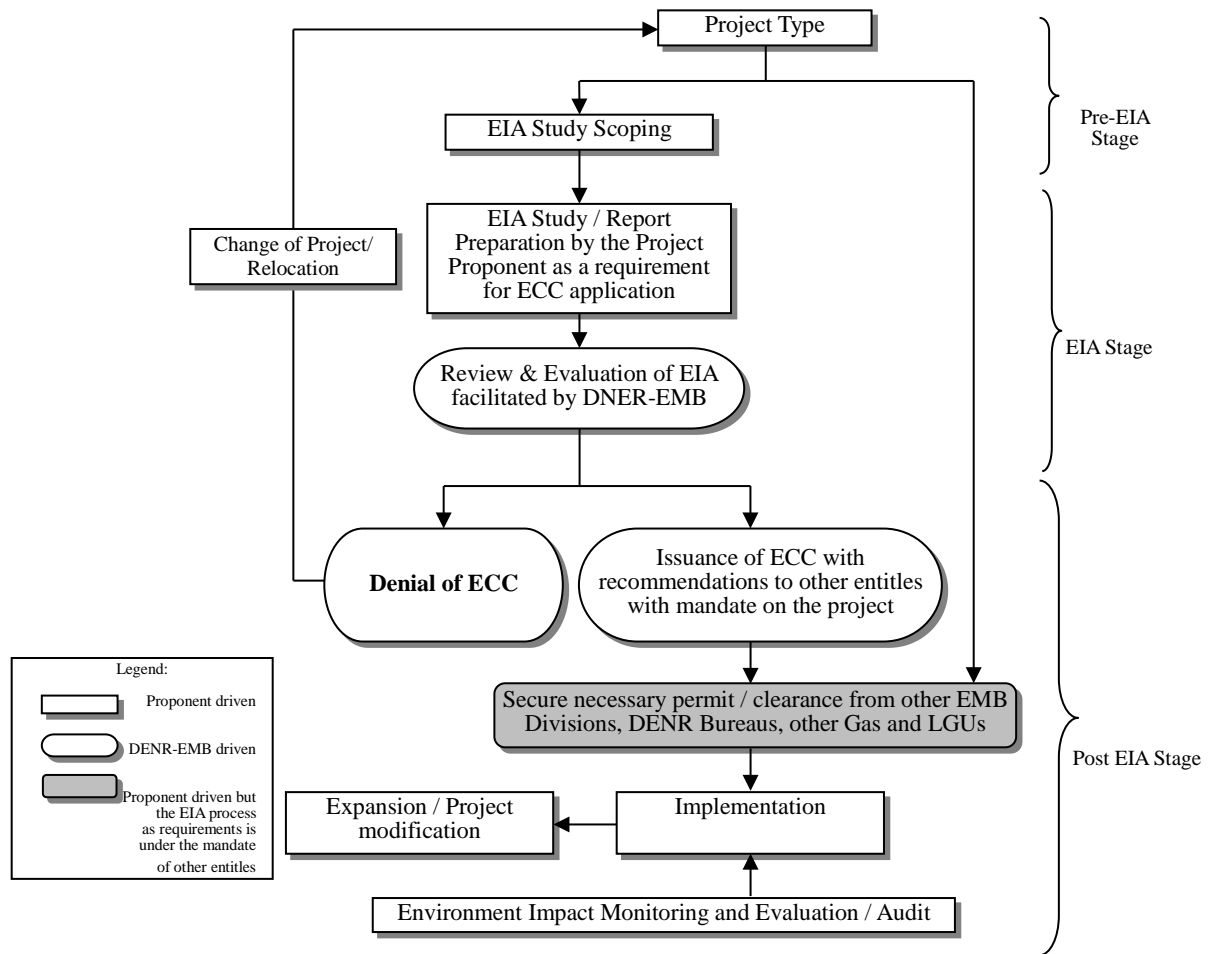 Project Type
Pre-EIA
Stage
EIA Study Scoping
EIA Study / Report
Preparation by the Project
Proponent as a requirement
for ECC application
Change of Project/
Relocation
EIA Stage
Review & Evaluation of EIA
facilitated by DNER-EMB
Denial of ECC
Issuance of ECC with
recommendations to other entitles
with mandate on the project
Legend:
Proponent driven
DENR-EMB driven
Proponent driven but
the EIA process
as requirements is
under the mandate
of other entitles
Secure necessary permit / clearance from other EMB
Divisions, DENR Bureaus, other Gas and LGUs
Post EIA Stage
Expansion / Project
modification
Implementation
Environment Impact Monitoring and Evaluation / Audit